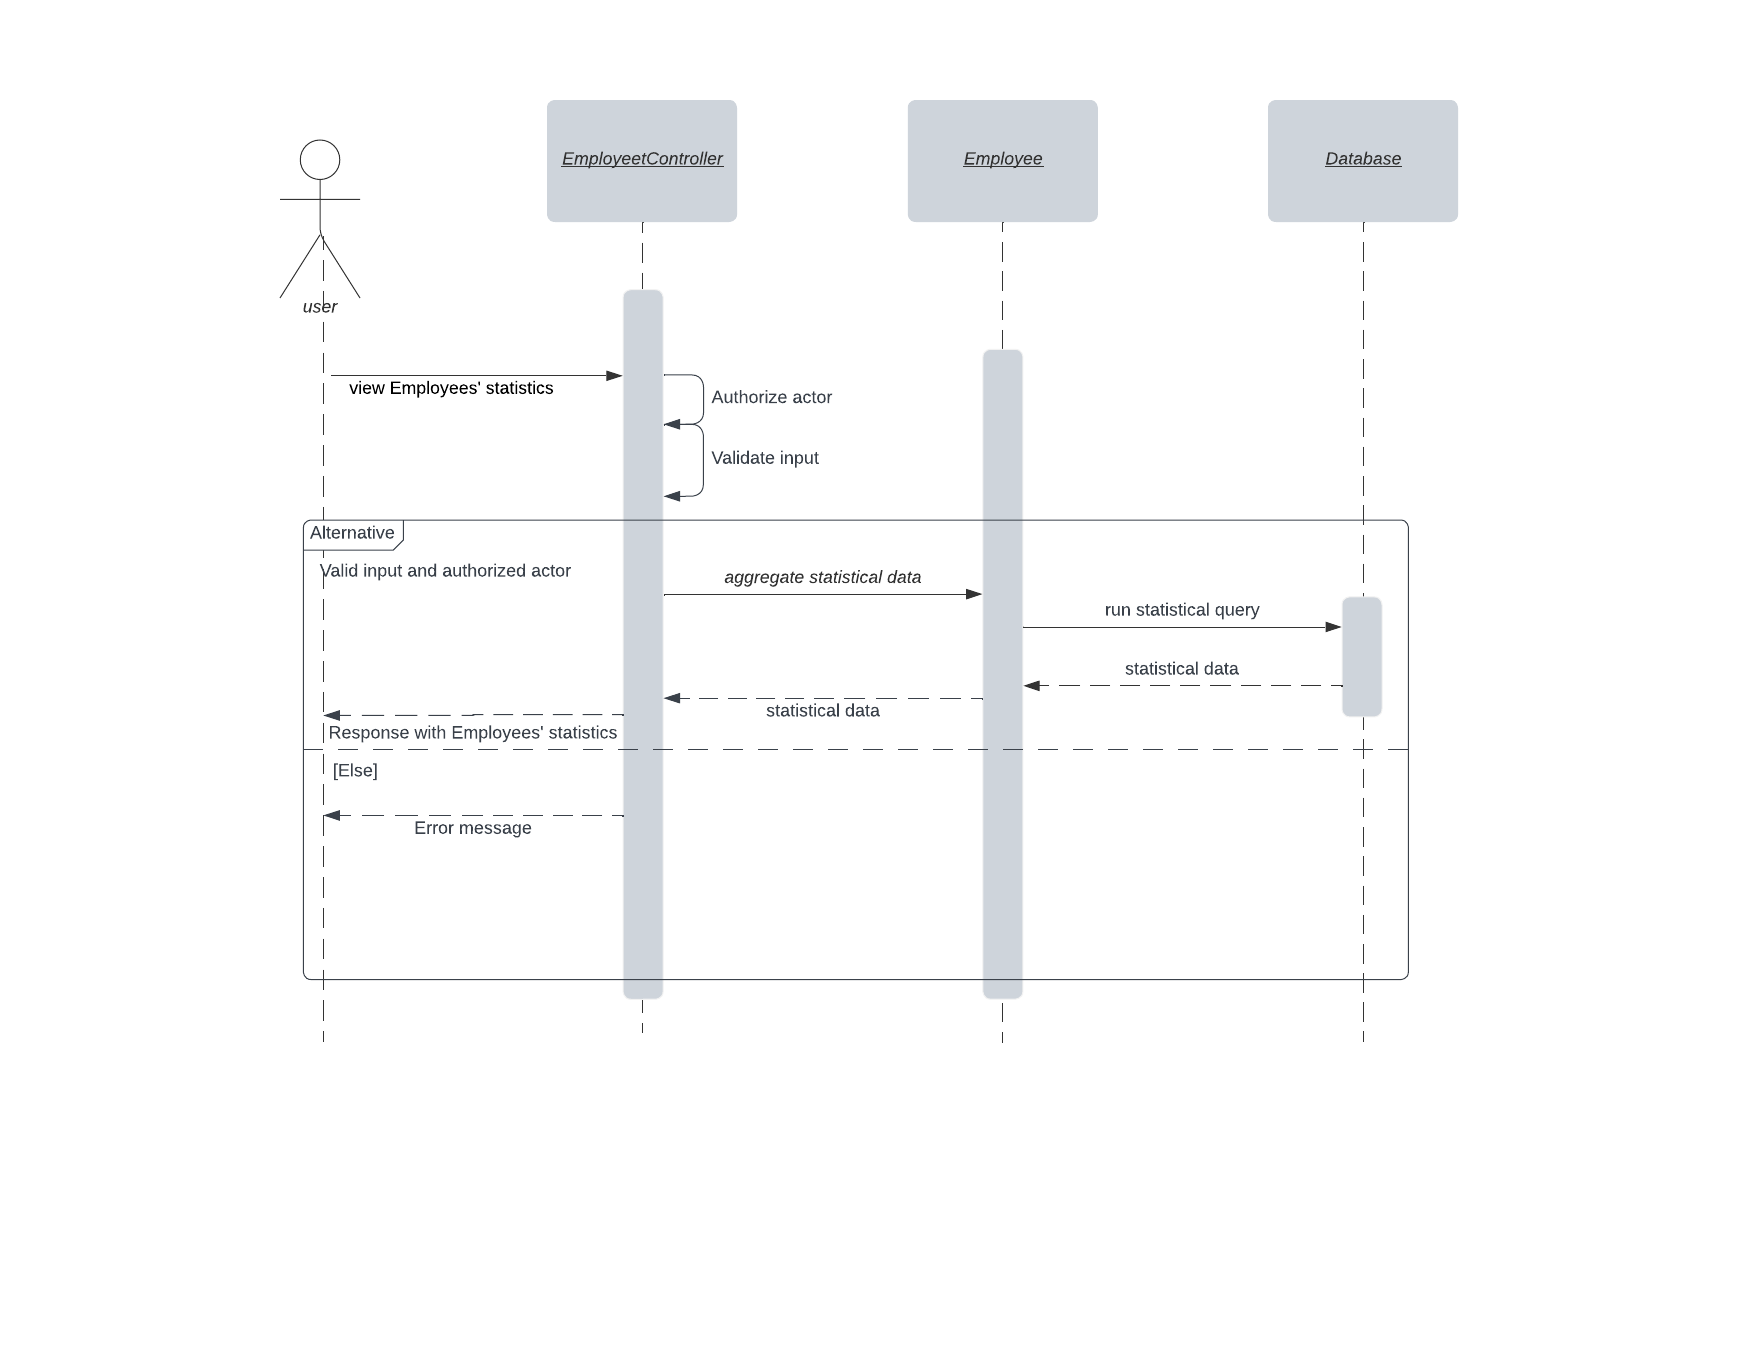 EmployeetController
Employee
Database
user
view Employees' statistics
Authorize actor
Validate input
Alternative
Valid input and authorized actor
aggregate statistical data
run statistical query
statistical data
statistical data
Response with Employees' statistics
[Else]
Error message